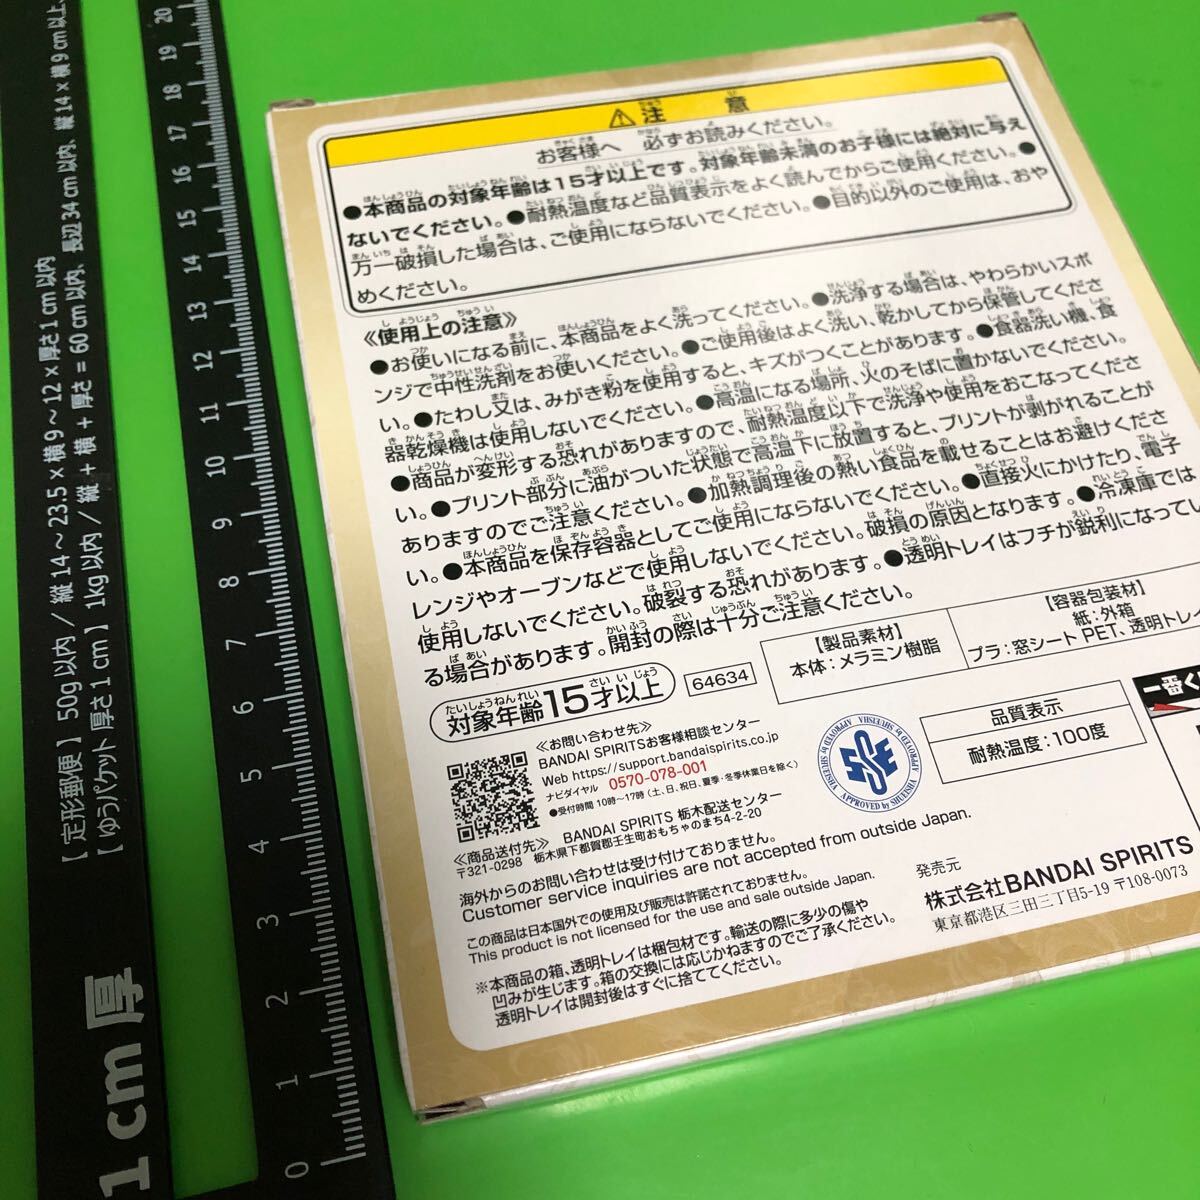 【定形郵便】50g以内 / 縦14～23.5×横9～12×厚さ1cm以内
【ゆうパケット 厚さ1cm】1kg以内 / 縦+横+厚さ=60cm以内、長辺34cm以内、縦14×横9cm以上
1cm厚
20
19
18
17
16
15
14
13
12
11
10
9
8
7
6
5
4
3
2
1
0
注意
お客様へ 必ずお読みください。
●本商品の対象年齢は15才以上です。対象年齢未満のお子様には絶対に与え
ないでください。●耐熱温度など品質表示をよく読んでからご使用ください。●
万一破損した場合は、ご使用にならないでください。●目的以外のご使用は、おや
めください。
《使用上の注意》
●お使いになる前に、本商品をよく洗ってください。●洗浄する場合は、やわらかいスポ
ンジで中性洗剤をお使いください。●ご使用後はよく洗い、乾かしてから保管してくださ
い。●たわし又は、みがき粉を使用すると、キズがつくことがあります。●食器洗い機、食
器乾燥機は使用しないでください。●高温になる場所、火のそばに置かないでください。
●商品が変形する恐れがありますので、耐熱温度以下で洗浄や使用をおこなってくださ
い。●プリント部分に油がついた状態で高温下に放置すると、プリントが剥がれることが
ありますのでご注意ください。●加熱調理後の熱い食品を載せることはお避けくださ
い。●本商品を保存容器としてご使用にならないでください。●直接火にかけたり、電子
レンジやオーブンなどで使用しないでください。破損の原因となります。●冷凍庫では
使用しないでください。破裂する恐れがあります。●透明トレイはフチが鋭利になってい
る場合があります。開封の際は十分ご注意ください。
対象年齢15才以上
64634
【製品素材】
本体:メラミン樹脂
【容器包装材】
紙:外箱
プラ:窓シートPET、透明トレイ
品質表示
耐熱温度:100度
一番く
≪お問い合わせ先≫
BANDAI SPIRITSお客様相談センター
Web https://support.bandaispirits.co.jp
ナビダイヤル 0570-078-001
●受付時間 10時～17時(土、日、祝日、夏季・冬季休業日を除く)
≪商品送付先≫ BANDAI SPIRITS 栃木配送センター
〒321-0298 栃木県下都賀郡壬生町おもちゃのまち4-2-20
APPROVED by SHUEISHA
海外からのお問い合わせは受け付けておりません。
Customer service inquiries are not accepted from outside Japan.
この商品は日本国外での使用及び販売は許諾されておりません。
This product is not licensed for the use and sale outside Japan.
※本商品の箱、透明トレイは梱包材です。輸送の際に多少の傷や
凹みが生じます。箱の交換には応じかねますのでご了承ください。
透明トレイは開封後はすぐに捨ててください。
発売元
株式会社BANDAI SPIRITS
東京都港区三田三丁目5-19 〒108-0073